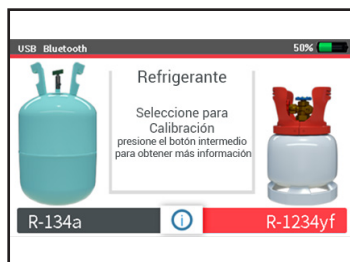 USB Bluetooth 50%
Refrigerante
Seleccione para
Calibración
presione el botón intermedio
para obtener más información
R-134a R-1234yf